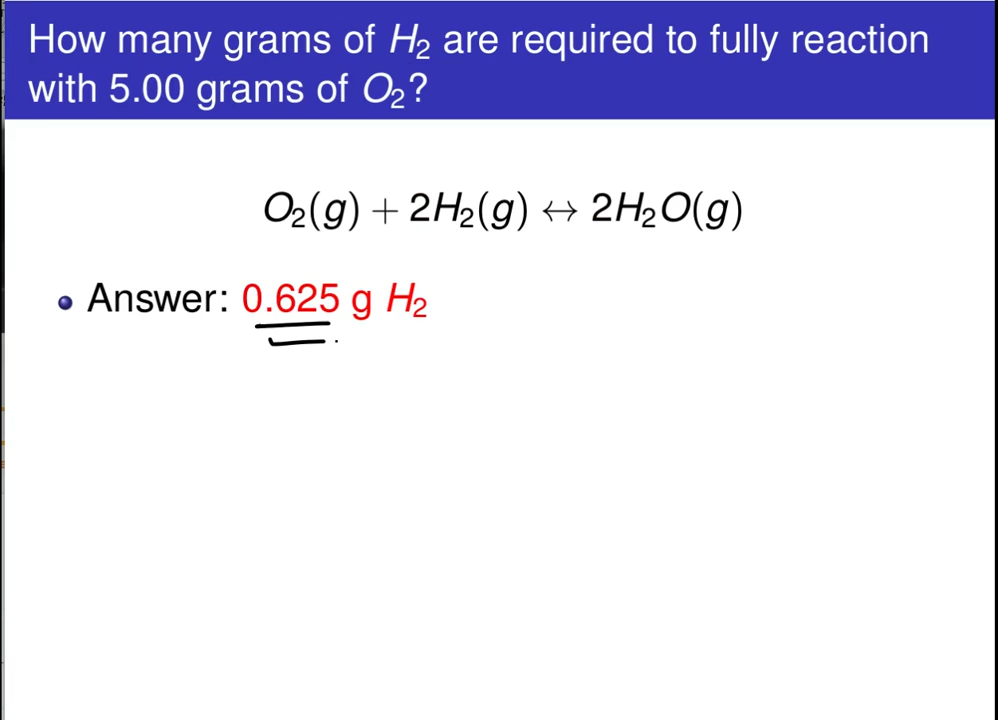 How many grams of H₂ are required to fully reaction
with 5.00 grams of O₂?
O₂(g) + 2H₂(g) ↔ 2H₂O(g)
Answer: 0.625 g H₂